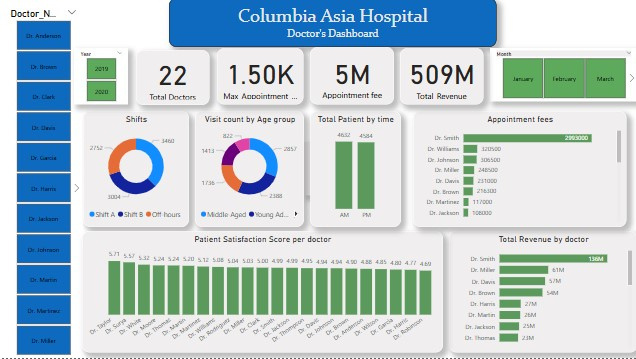 Doctor_N...
Columbia Asia Hospital
Doctor's Dashboard
Dr. Anderson
Dr. Brown
Dr. Clark
Dr. Davis
Dr. Garcia
Dr. Harris
Dr. Jackson
Dr. Johnson
Dr. Martin
Dr. Martinez
Dr. Miller
Year
2019
2020
22
Total Doctors
1.50K
Max Appointment ...
5M
Appointment fee
509M
Total Revenue
Month
January February March
Shifts
3460
3004
2752
Shift A Shift B Off-hours
Visit count by Age group
2857
2388
1736
1413
822
Middle Aged Young Ad...
Total Patient by time
4632 4584
AM PM
Appointment fees
Dr. Smith 2993000
Dr. Williams 320500
Dr. Johnson 306500
Dr. Miller 248500
Dr. Davis 231000
Dr. Brown 216300
Dr. Martinez 117000
Dr. Jackson 108000
Patient Satisfaction Score per doctor
5.71 5.57 5.32 5.24 5.24 5.20 5.12 5.08 5.04 5.03 5.00 4.99 4.99 4.95 4.94 4.94 4.90 4.88 4.85 4.80 4.77 4.69
Dr. Taylor Dr. Surya Dr. White Dr. Moore Dr. Thomas Dr. Martin Dr. Martinez Dr. Williams Dr. Rodriguez Dr. Miller Dr. Clark Dr. Smith Dr. Jackson Dr. Thompson Dr. Davis Dr. Johnson Dr. Brown Dr. Anderson Dr. Wilson Dr. Garcia Dr. Harris Dr. Robinson
Total Revenue by doctor
Dr. Smith 136M
Dr. Miller 61M
Dr. Davis 57M
Dr. Brown 54M
Dr. Harris 27M
Dr. Martin 26M
Dr. Jackson 25M
Dr. Thomas 23M